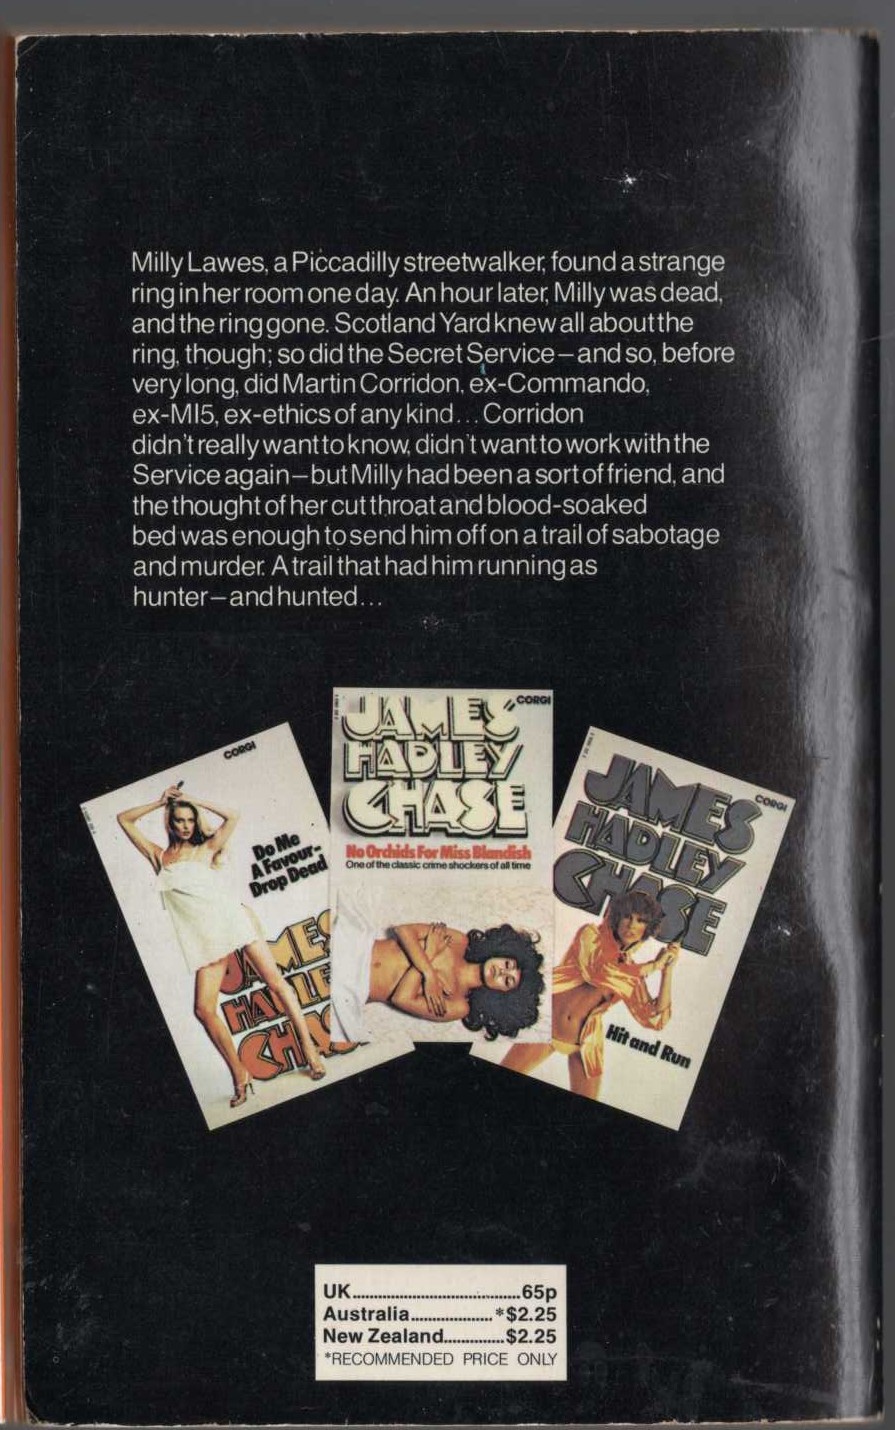 Milly Lawes, a Piccadilly streetwalker, found a strange
ring in her room one day. An hour later, Milly was dead,
and the ring gone. Scotland Yard knew all about the
ring, though; so did the Secret Service – and so, before
very long, did Martin Corridon, ex-Commando,
ex-MI5, ex-ethics of any kind... Corridon
didn't really want to know, didn't want to work with the
Service again – but Milly had been a sort of friend, and
the thought of her cut throat and blood-soaked
bed was enough to send him off on a trail of sabotage
and murder. A trail that had him running as
hunter – and hunted...
CORGI
Do Me
A Favour–
Drop Dead
JAMES
HADLEY
CHASE
CORGI
JAMES
HADLEY
CHASE
No Orchids For Miss Blandish
One of the classic crime shockers of all time
CORGI
JAMES
HADLEY
CHASE
Hit and Run
UK.......................................65p
Australia...................*$2.25
New Zealand..............$2.25
*RECOMMENDED PRICE ONLY